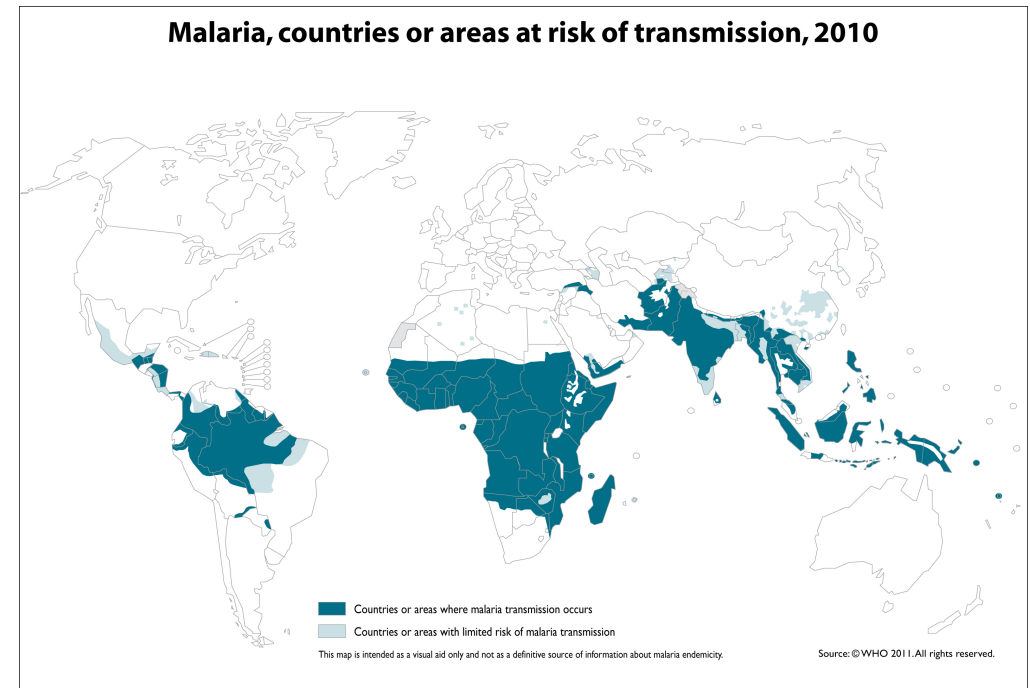 Malaria, countries or areas at risk of transmission, 2010
Countries or areas where malaria transmission occurs
Countries or areas with limited risk of malaria transmission
This map is intended as a visual aid only and not as a definitive source of information about malaria endemicity.
Source: © WHO 2011. All rights reserved.